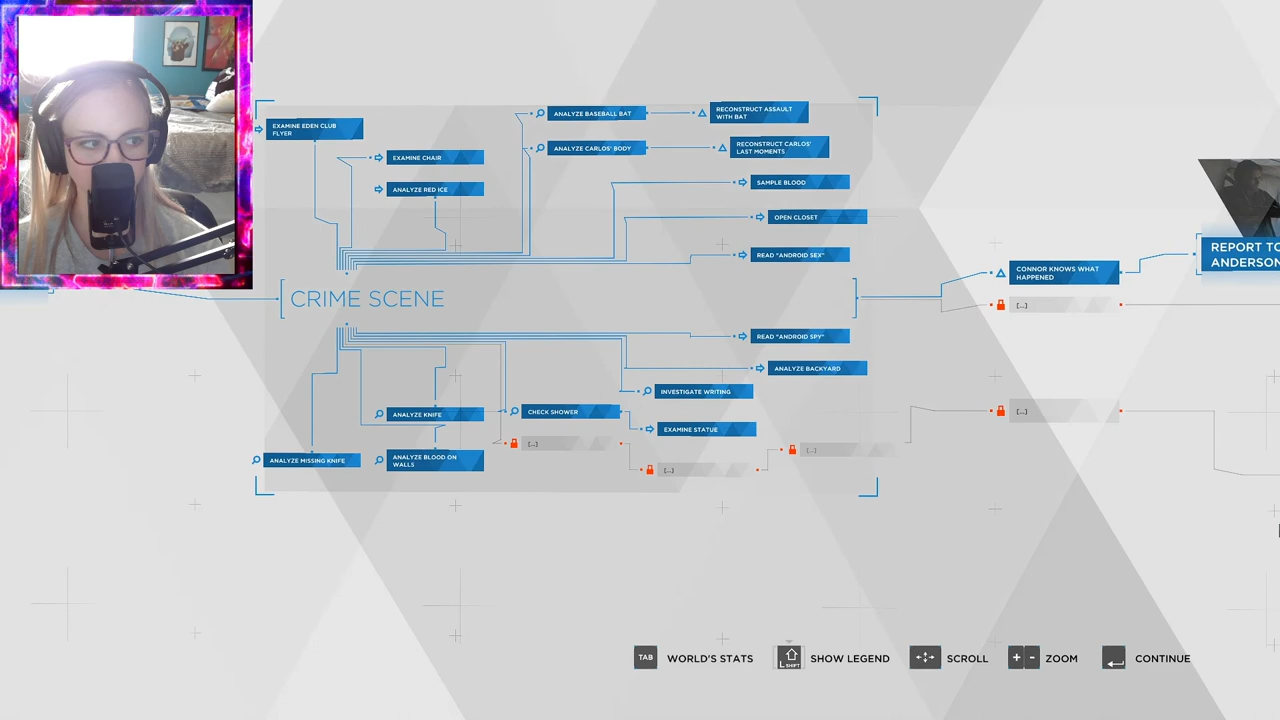 EXAMINE EDEN CLUB
FLYER
EXAMINE CHAIR
ANALYZE RED ICE
ANALYZE BASEBALL BAT
RECONSTRUCT ASSAULT
WITH BAT
ANALYZE CARLOS' BODY
RECONSTRUCT CARLOS'
LAST MOMENTS
SAMPLE BLOOD
OPEN CLOSET
READ "ANDROID SEX"
CRIME SCENE
CONNOR KNOWS WHAT
HAPPENED
[...]
REPORT TO
ANDERSON
READ "ANDROID SPY"
ANALYZE BACKYARD
INVESTIGATE WRITING
ANALYZE KNIFE
CHECK SHOWER
EXAMINE STATUE
[...]
[...]
[...]
[...]
ANALYZE MISSING KNIFE
ANALYZE BLOOD ON
WALLS
TAB WORLD'S STATS
L SHIFT SHOW LEGEND
SCROLL
+ - ZOOM
CONTINUE